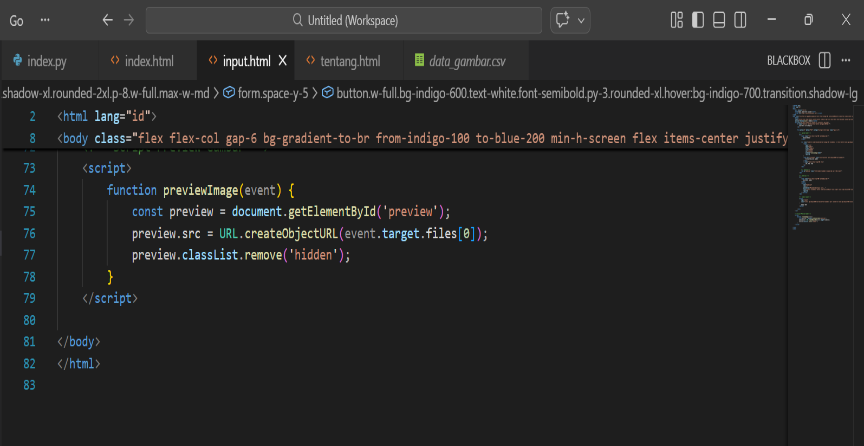 Go ··· Untitled (Workspace)
index.py index.html input.html tentang.html data_gambar.csv BLACKBOX
shadow-xl.rounded-2xl.p-8.w-full.max-w-md > form.space-y-5 > button.w-full.bg-indigo-600.text-white.font-semibold.py-3.rounded-xl.hover:bg-indigo-700.transition.shadow-lg
2 <html lang="id">
8 <body class="flex flex-col gap-6 bg-gradient-to-br from-indigo-100 to-blue-200 min-h-screen flex items-center justify
73 <script>
74 function previewImage(event) {
75 const preview = document.getElementById('preview');
76 preview.src = URL.createObjectURL(event.target.files[0]);
77 preview.classList.remove('hidden');
78 }
79 </script>
80
81 </body>
82 </html>
83